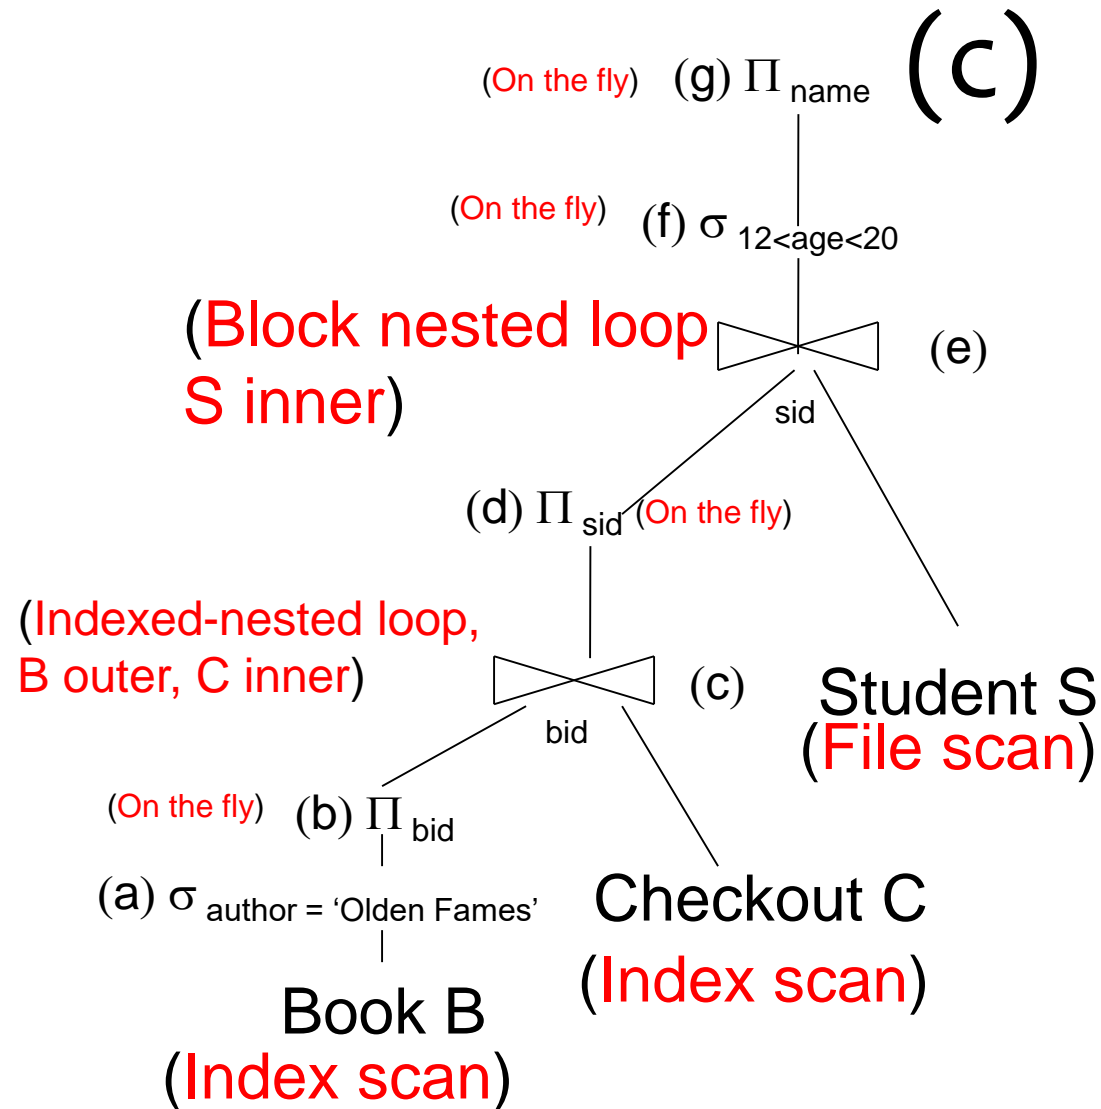 (c)
(On the fly) (g) Π name
(On the fly) (f) σ 12<age<20
(Block nested loop
S inner)
(e)
sid
(d) Π sid (On the fly)
(Indexed-nested loop,
B outer, C inner)
(c)
bid
Student S
(File scan)
(On the fly) (b) Π bid
(a) σ author = ‘Olden Fames’
Checkout C
(Index scan)
Book B
(Index scan)